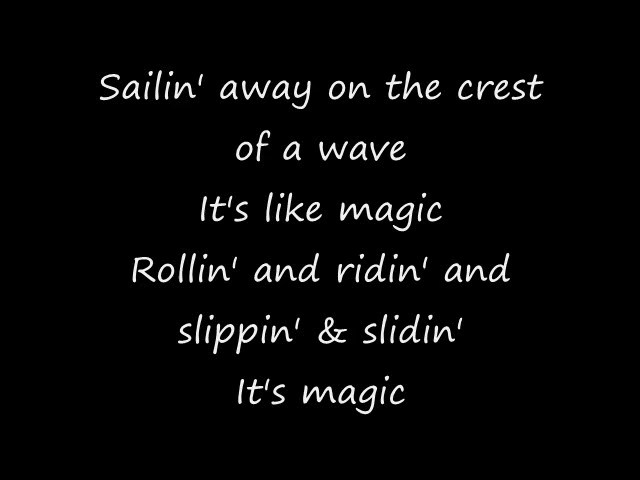 Sailin' away on the crest
of a wave
It's like magic
Rollin' and ridin' and
slippin' & slidin'
It's magic